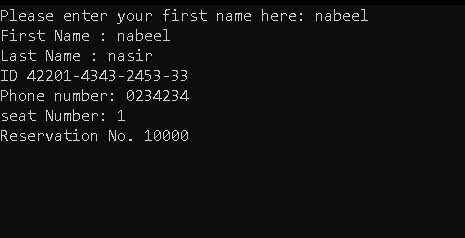 Please enter your first name here: nabeel
First Name : nabeel
Last Name : nasir
ID 42201-4343-2453-33
Phone number: 0234234
seat Number: 1
Reservation No. 10000